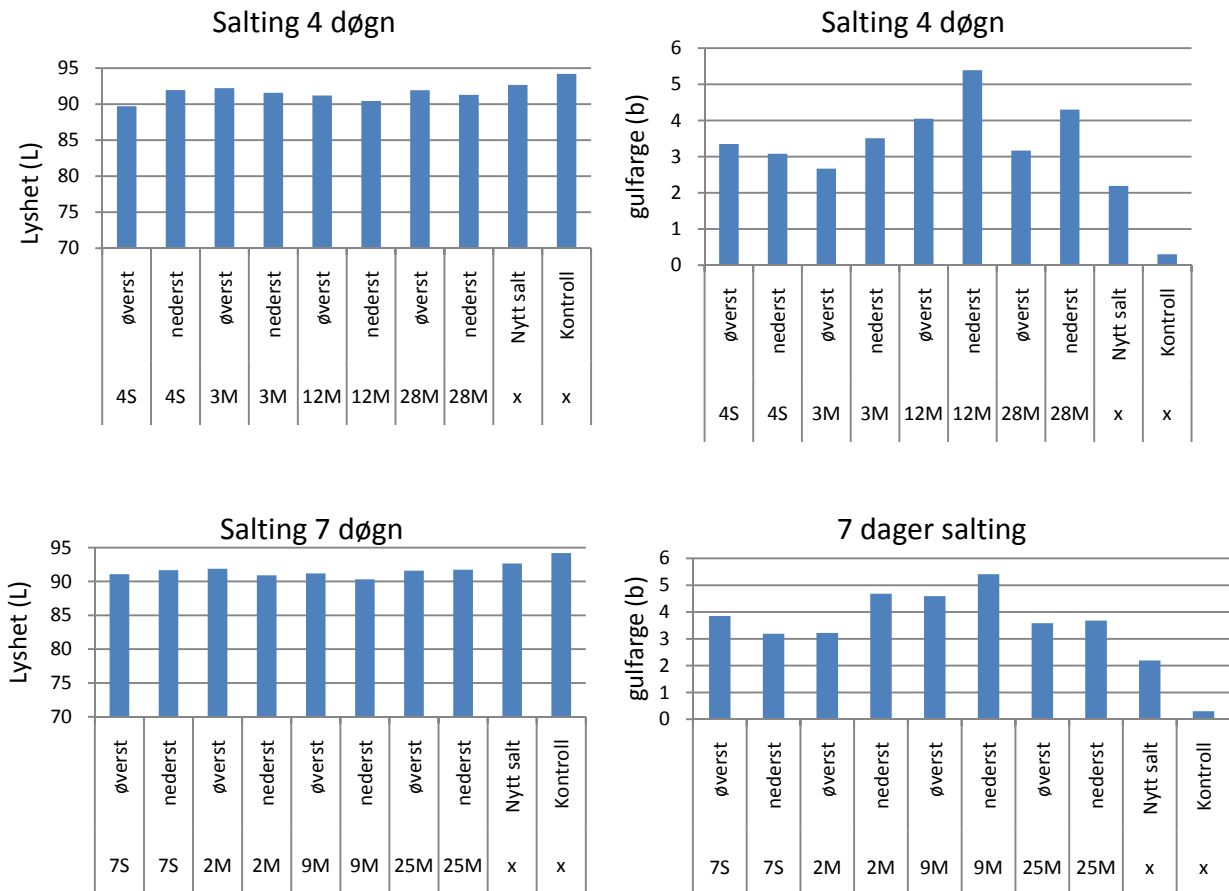 Salting 4 døgn
Lyshet (L)
95
90
85
80
75
70
øverst nederst øverst nederst øverst nederst øverst nederst Nytt salt Kontroll
4S 4S 3M 3M 12M 12M 28M 28M x x
Salting 4 døgn
gulfarge (b)
6
5
4
3
2
1
0
øverst nederst øverst nederst øverst nederst øverst nederst Nytt salt Kontroll
4S 4S 3M 3M 12M 12M 28M 28M x x
Salting 7 døgn
Lyshet (L)
95
90
85
80
75
70
øverst nederst øverst nederst øverst nederst øverst nederst Nytt salt Kontroll
7S 7S 2M 2M 9M 9M 25M 25M x x
7 dager salting
gulfarge (b)
6
5
4
3
2
1
0
øverst nederst øverst nederst øverst nederst øverst nederst Nytt salt Kontroll
7S 7S 2M 2M 9M 9M 25M 25M x x